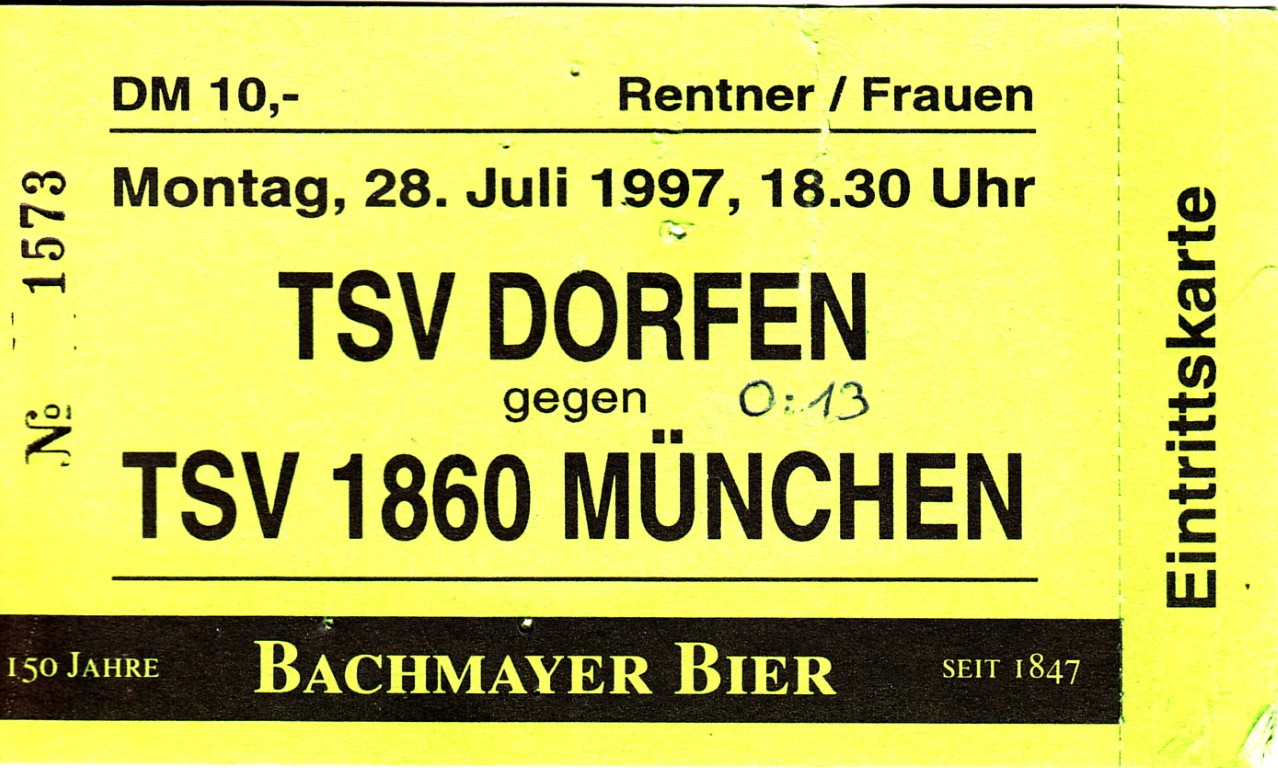 DM 10,- Rentner / Frauen
Montag, 28. Juli 1997, 18.30 Uhr
TSV DORFEN
gegen 0:13
TSV 1860 MÜNCHEN
150 JAHRE BACHMAYER BIER SEIT 1847
Nº 1573
Eintrittskarte